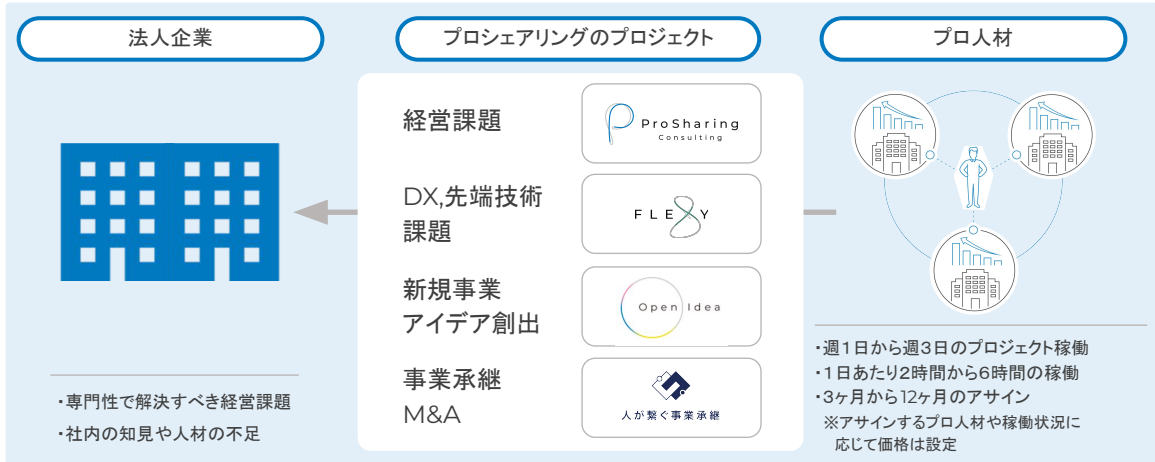 法人企業
プロシェアリングのプロジェクト
プロ人材
経営課題
ProSharing
Consulting
DX,先端技術
課題
FLEXY
新規事業
アイデア創出
Open Idea
事業承継
M&A
人が繋ぐ事業承継
・専門性で解決すべき経営課題
・社内の知見や人材の不足
・週1日から週3日のプロジェクト稼働
・1日あたり2時間から6時間の稼働
・3ヶ月から12ヶ月のアサイン
※アサインするプロ人材や稼働状況に
応じて価格は設定